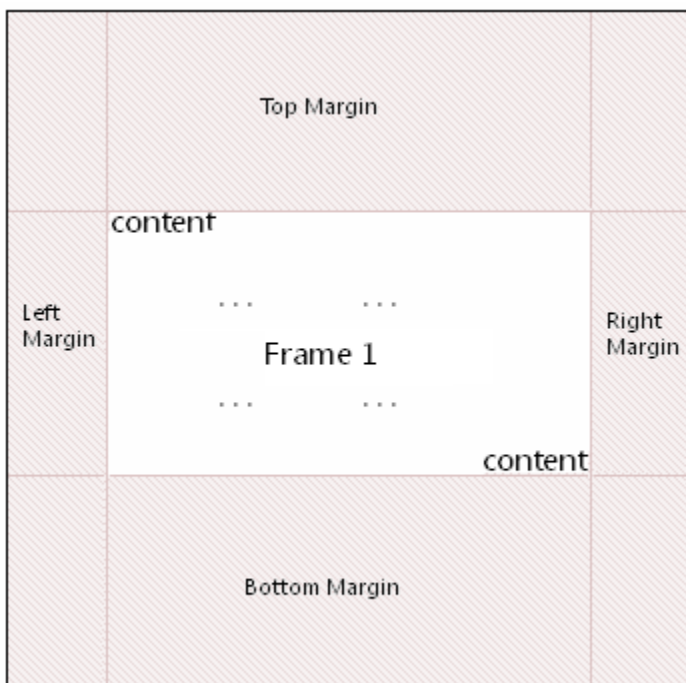 Top Margin
content
Left
Margin
Right
Margin
... ...
Frame 1
... ...
content
Bottom Margin